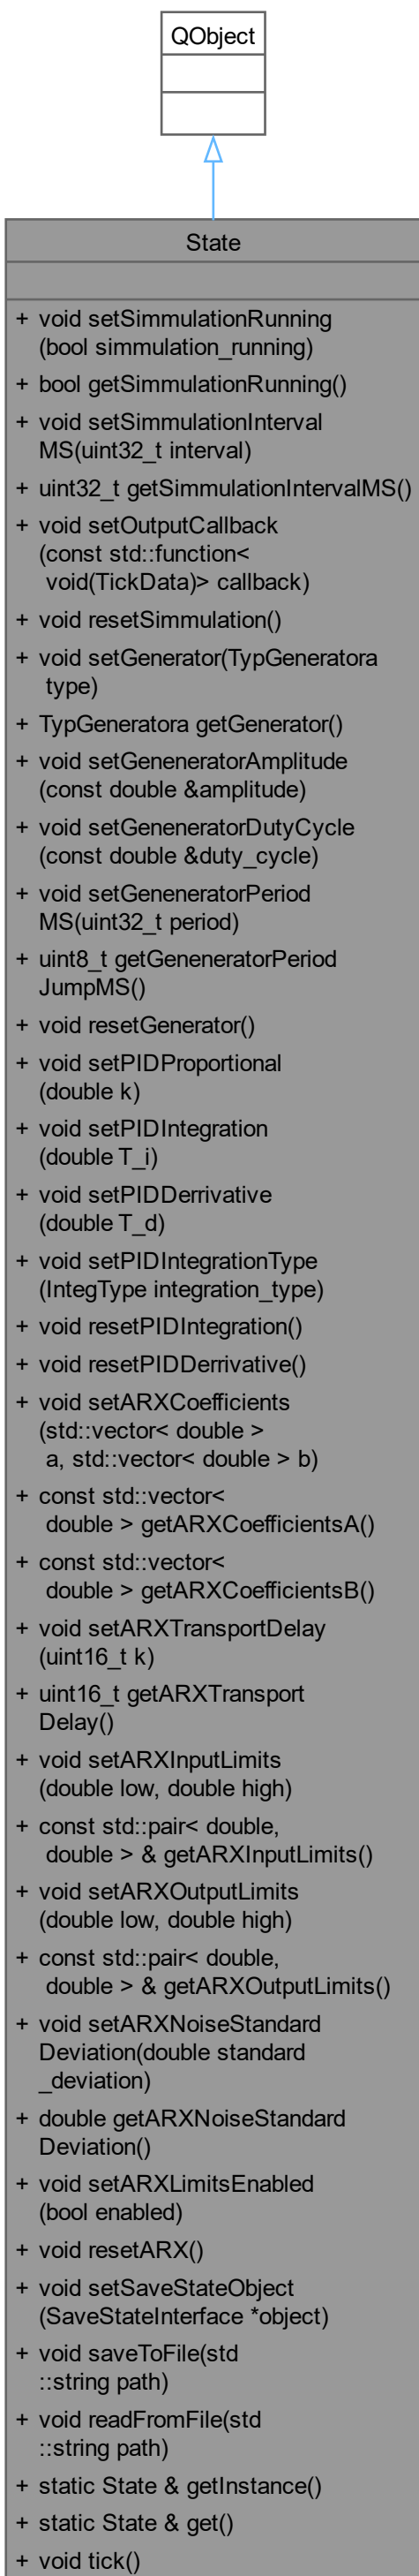 QObject
State
+ void setSimmulationRunning
(bool simmulation_running)
+ bool getSimmulationRunning()
+ void setSimmulationInterval
MS(uint32_t interval)
+ uint32_t getSimmulationIntervalMS()
+ void setOutputCallback
(const std::function<
void(TickData)> callback)
+ void resetSimmulation()
+ void setGenerator(TypGeneratora
type)
+ TypGeneratora getGenerator()
+ void setGeneneratorAmplitude
(const double &amplitude)
+ void setGeneneratorDutyCycle
(const double &duty_cycle)
+ void setGeneneratorPeriod
MS(uint32_t period)
+ uint8_t getGeneneratorPeriod
JumpMS()
+ void resetGenerator()
+ void setPIDProportional
(double k)
+ void setPIDIntegration
(double T_i)
+ void setPIDDerrivative
(double T_d)
+ void setPIDIntegrationType
(IntegType integration_type)
+ void resetPIDIntegration()
+ void resetPIDDerrivative()
+ void setARXCoefficients
(std::vector< double >
a, std::vector< double > b)
+ const std::vector<
double > getARXCoefficientsA()
+ const std::vector<
double > getARXCoefficientsB()
+ void setARXTransportDelay
(uint16_t k)
+ uint16_t getARXTransport
Delay()
+ void setARXInputLimits
(double low, double high)
+ const std::pair< double,
double > & getARXInputLimits()
+ void setARXOutputLimits
(double low, double high)
+ const std::pair< double,
double > & getARXOutputLimits()
+ void setARXNoiseStandard
Deviation(double standard
_deviation)
+ double getARXNoiseStandard
Deviation()
+ void setARXLimitsEnabled
(bool enabled)
+ void resetARX()
+ void setSaveStateObject
(SaveStateInterface *object)
+ void saveToFile(std
::string path)
+ void readFromFile(std
::string path)
+ static State & getInstance()
+ static State & get()
+ void tick()